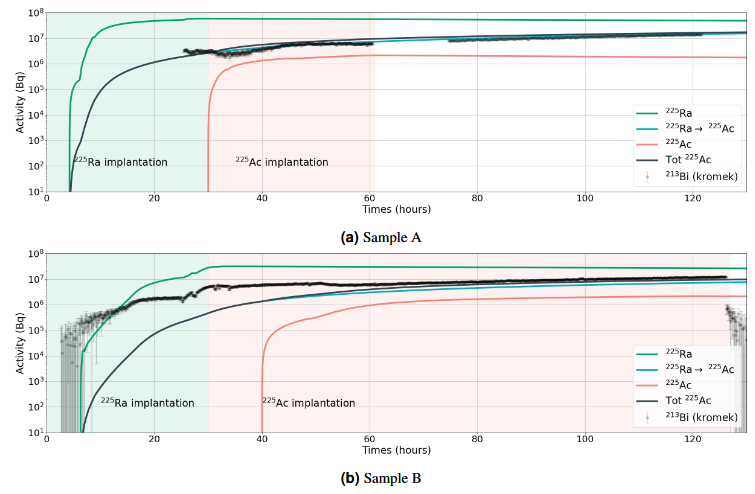 10⁸
10⁷
10⁶
10⁵
10⁴
10³
10²
10¹
Activity (Bq)
²²⁵Ra implantation
²²⁵Ac implantation
²²⁵Ra
²²⁵Ra → ²²⁵Ac
²²⁵Ac
Tot ²²⁵Ac
²¹³Bi (kromek)
0 20 40 60 80 100 120
Times (hours)
(a) Sample A
10⁸
10⁷
10⁶
10⁵
10⁴
10³
10²
10¹
Activity (Bq)
²²⁵Ra implantation
²²⁵Ac implantation
²²⁵Ra
²²⁵Ra → ²²⁵Ac
²²⁵Ac
Tot ²²⁵Ac
²¹³Bi (kromek)
0 20 40 60 80 100 120
Times (hours)
(b) Sample B